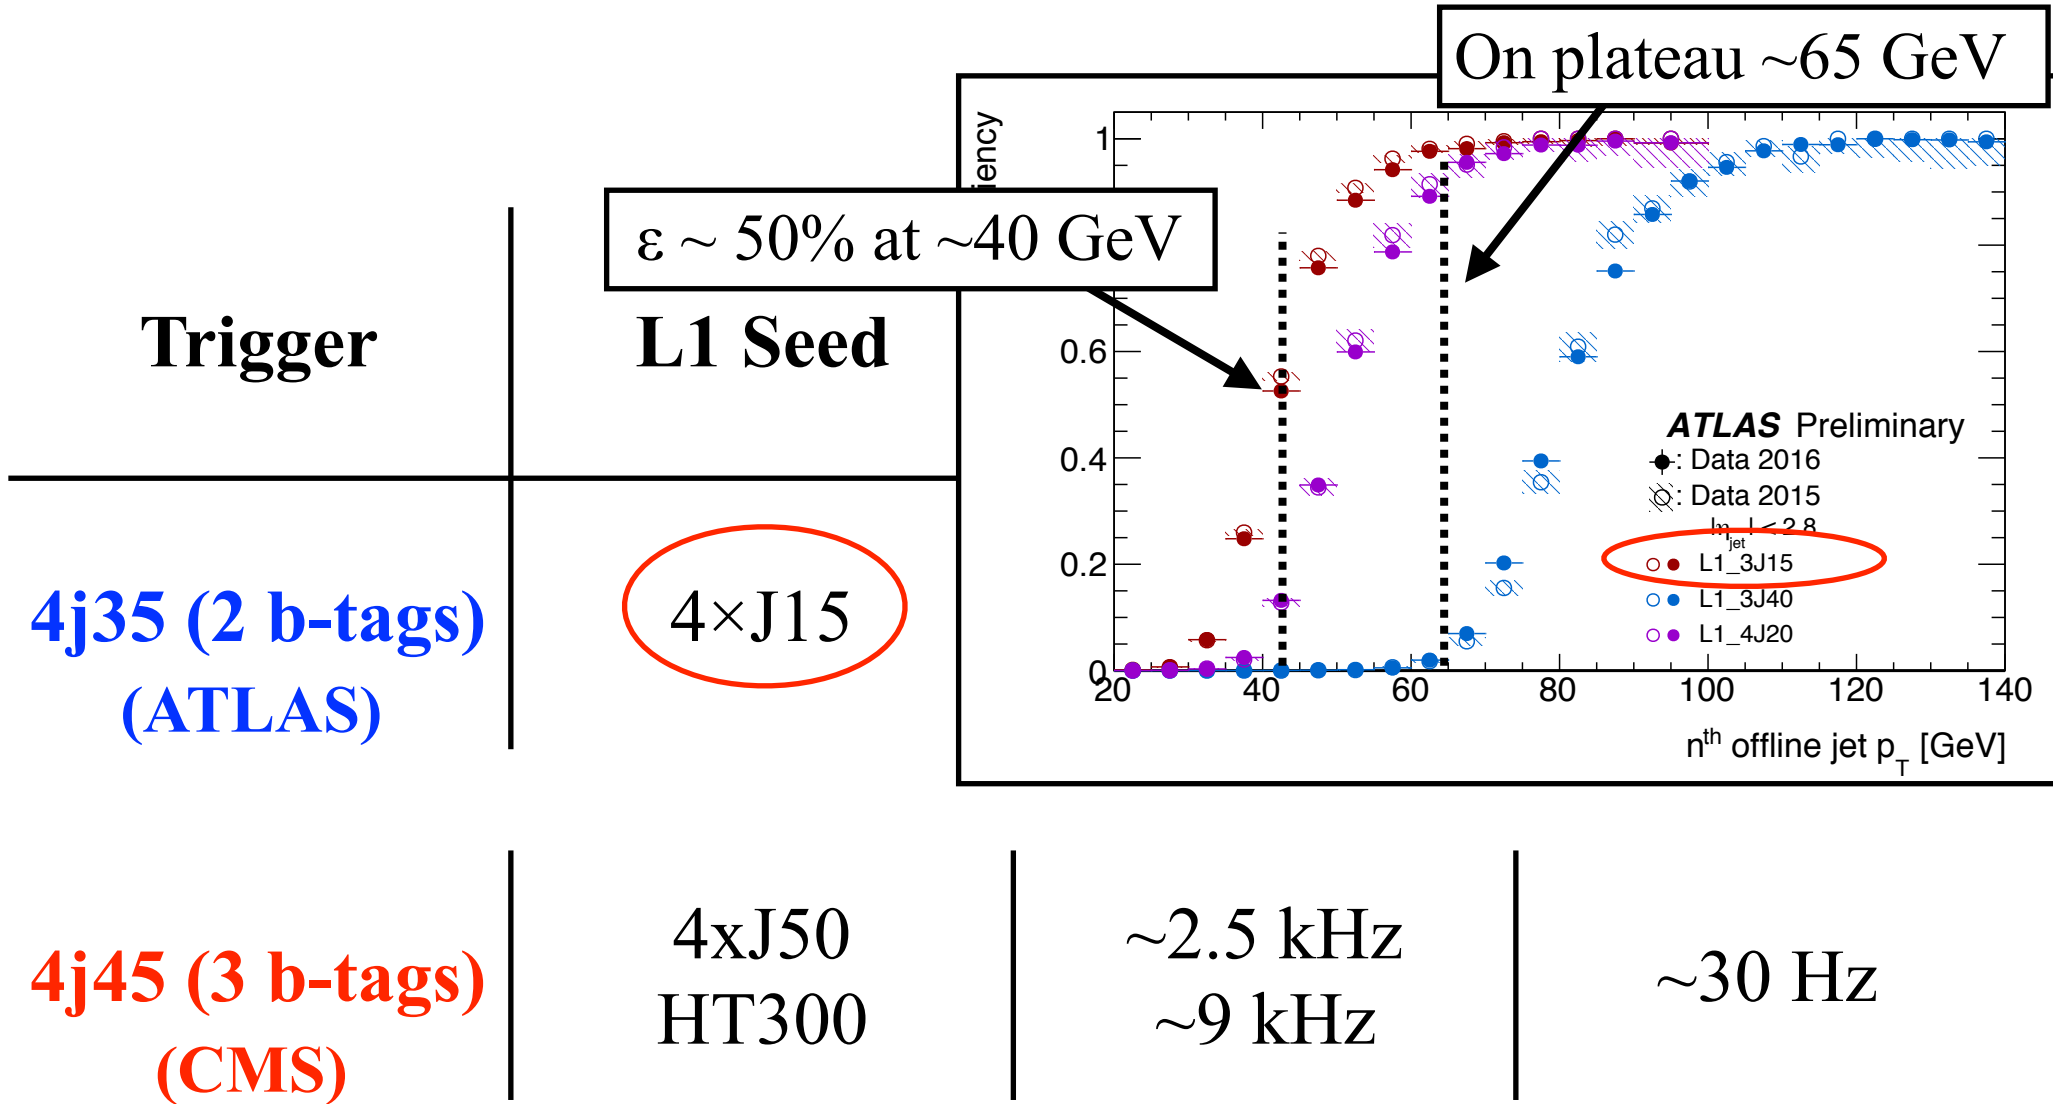 On plateau ~65 GeV
ε ~ 50% at ~40 GeV
Trigger
L1 Seed
4j35 (2 b-tags)
(ATLAS)
4×J15
1
0.6
0.4
0.2
0
20 40 60 80 100 120 140
nth offline jet pT [GeV]
ATLAS Preliminary
: Data 2016
: Data 2015
L1_3J15
L1_3J40
L1_4J20
4j45 (3 b-tags)
(CMS)
4xJ50
HT300
~2.5 kHz
~9 kHz
~30 Hz